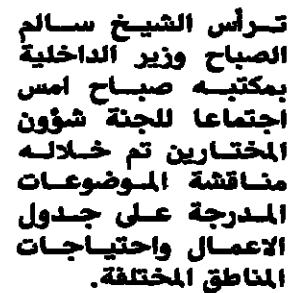 ترأس الشيخ سالم
الصباح وزير الداخلية
بمكتبه صباح امس
اجتماعا للجنة شؤون
المختارين تم خلاله
مناقشة الموضوعات
المدرجة على جدول
الاعمال واحتياجات
المناطق المختلفة.